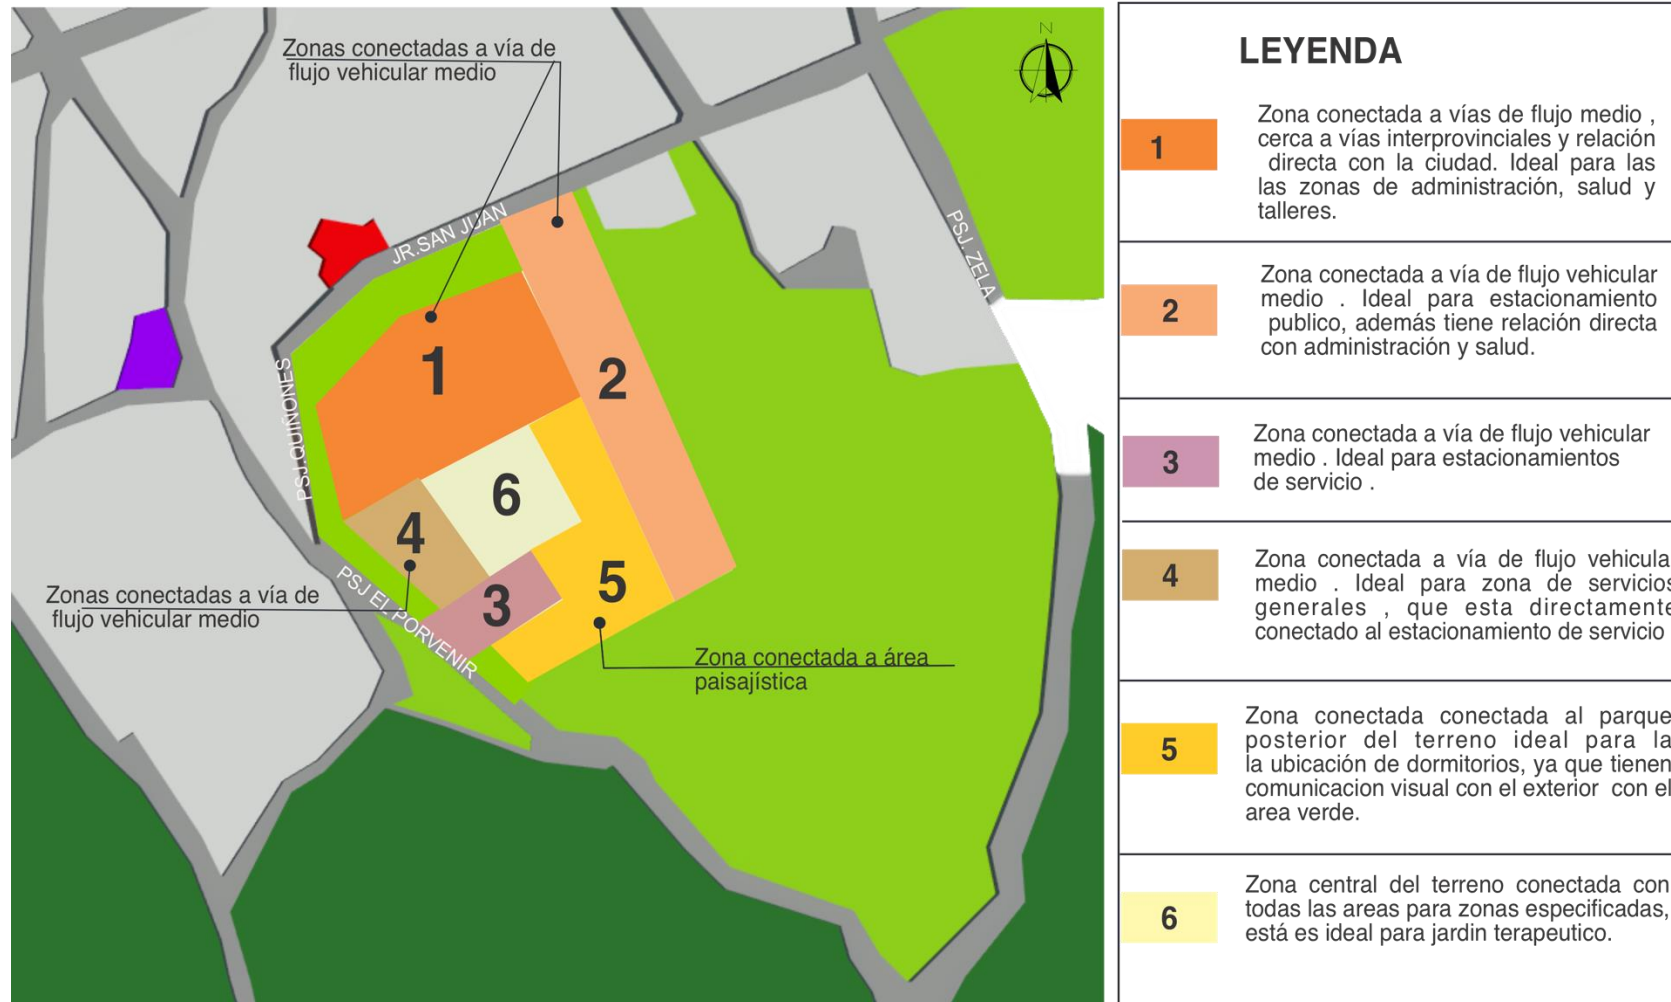 Zonas conectadas a vía de
flujo vehicular medio
N
JR.SAN JUAN
PSJ. ZELA
PSJ.QUIÑONES
1
2
6
4
5
3
PSJ EL PORVENIR
Zonas conectadas a vía de
flujo vehicular medio
Zona conectada a área
paisajística
LEYENDA
1
Zona conectada a vías de flujo medio ,
cerca a vías interprovinciales y relación
directa con la ciudad. Ideal para las
las zonas de administración, salud y
talleres.
2
Zona conectada a vía de flujo vehicular
medio . Ideal para estacionamiento
publico, además tiene relación directa
con administración y salud.
3
Zona conectada a vía de flujo vehicular
medio . Ideal para estacionamientos
de servicio .
4
Zona conectada a vía de flujo vehicula
medio . Ideal para zona de servicios
generales , que esta directamente
conectado al estacionamiento de servicio
5
Zona conectada conectada al parque
posterior del terreno ideal para la
la ubicación de dormitorios, ya que tienen
comunicacion visual con el exterior con el
area verde.
6
Zona central del terreno conectada con
todas las areas para zonas especificadas,
está es ideal para jardin terapeutico.